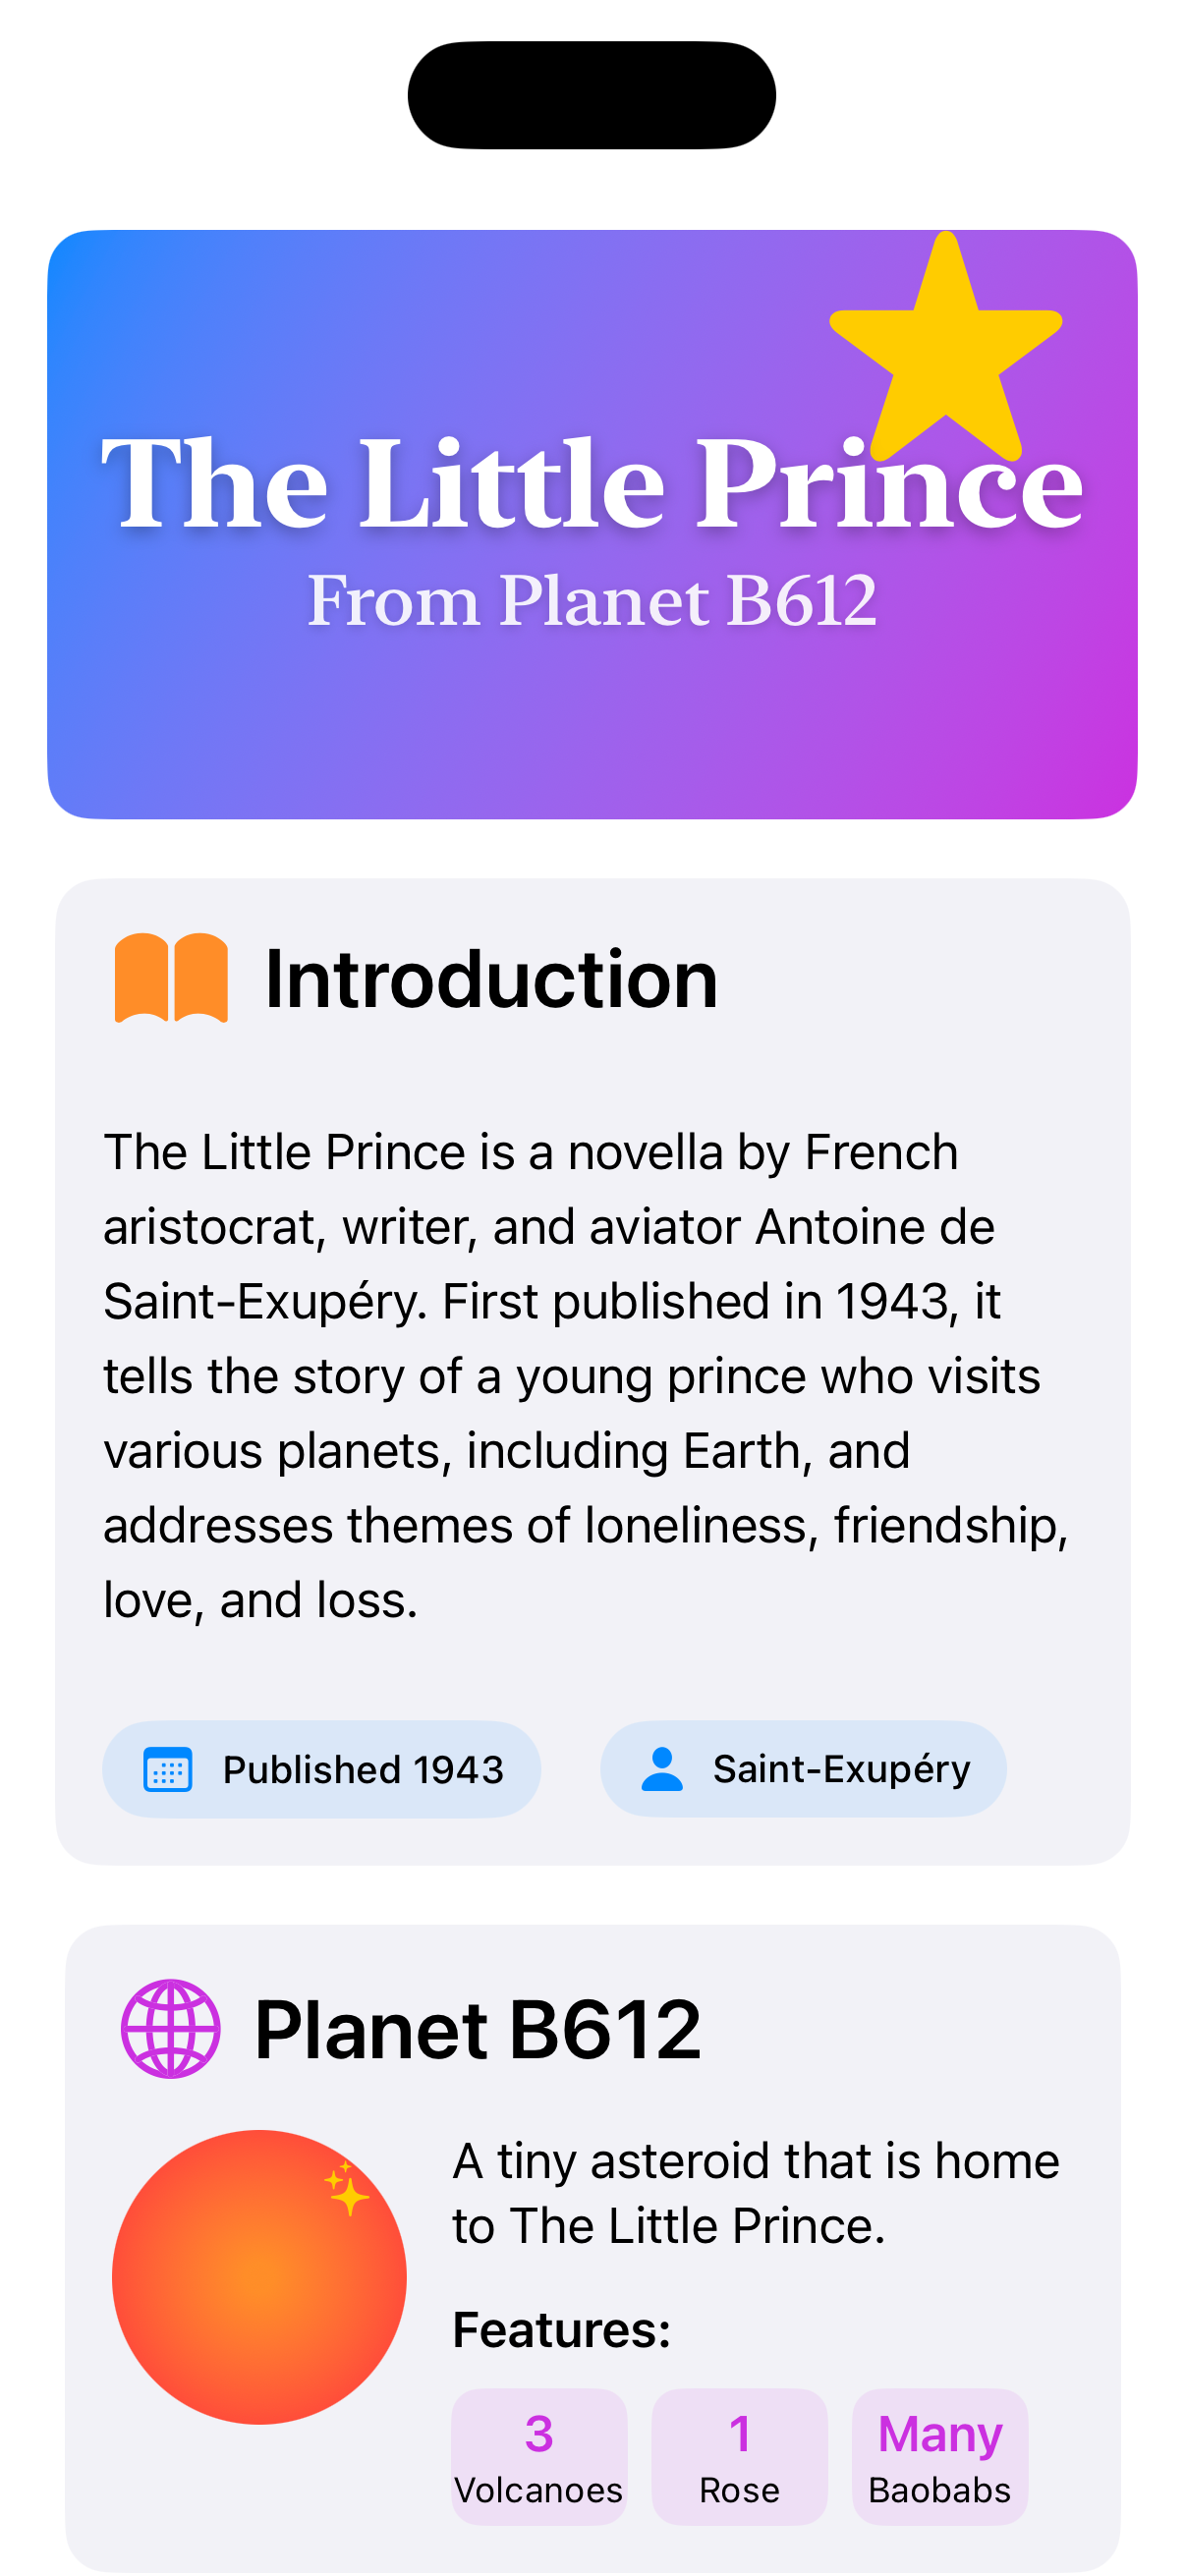 The Little Prince
From Planet B612
Introduction
The Little Prince is a novella by French
aristocrat, writer, and aviator Antoine de
Saint-Exupéry. First published in 1943, it
tells the story of a young prince who visits
various planets, including Earth, and
addresses themes of loneliness, friendship,
love, and loss.
Published 1943
Saint-Exupéry
Planet B612
A tiny asteroid that is home
to The Little Prince.
Features:
3
Volcanoes
1
Rose
Many
Baobabs